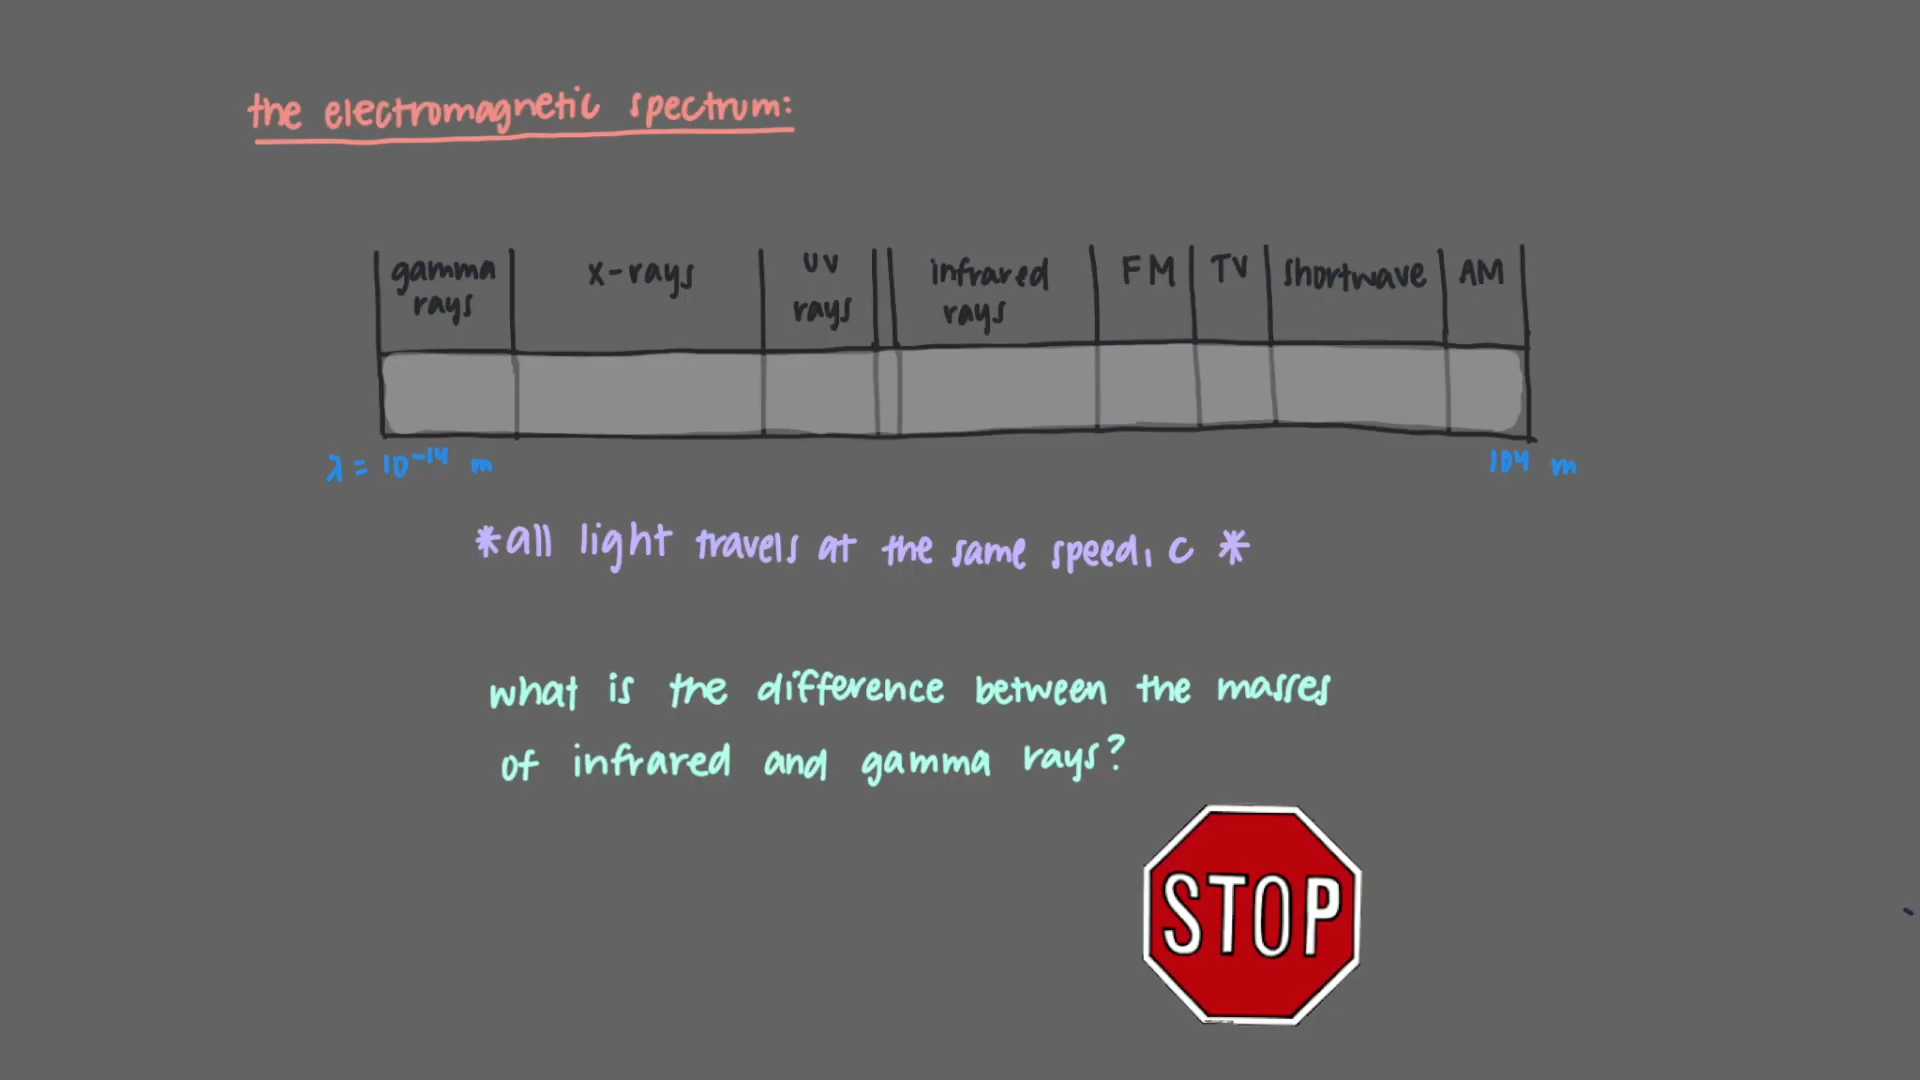 the electromagnetic spectrum:
gamma rays
x-rays
UV rays
infrared rays
FM
TV
shortwave
AM
λ = 10⁻¹⁴ m
10⁴ m
*all light travels at the same speed, c *
what is the difference between the masses
of infrared and gamma rays?
STOP